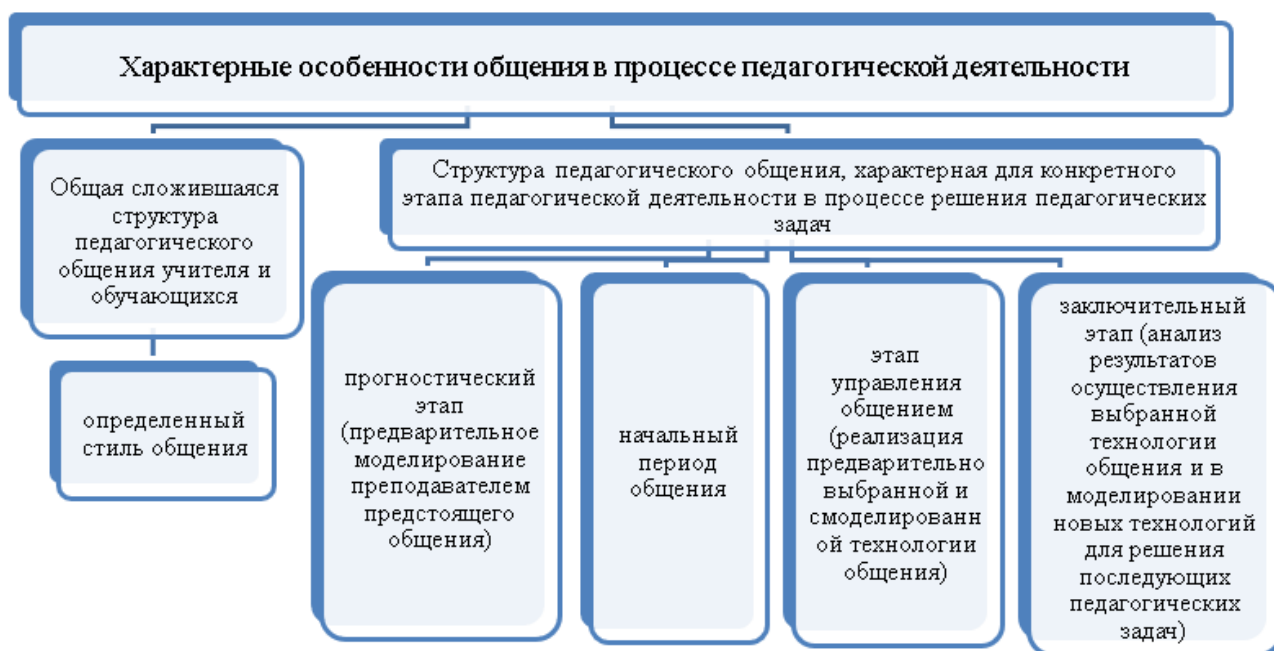 Характерные особенности общения в процессе педагогической деятельности
Общая сложившаяся
структура
педагогического
общения учителя и
обучающихся
Структура педагогического общения, характерная для конкретного
этапа педагогической деятельности в процессе решения педагогических
задач
определенный
стиль общения
прогностический
этап
(предварительное
моделирование
преподавателем
предстоящего
общения)
начальный
период
общения
этап
управления
общением
(реализация
предварительно
выбранной и
смоделированн
ой технологии
общения)
заключительный
этап (анализ
результатов
осуществления
выбранной
технологии
общения и в
моделировании
новых технологий
для решения
последующих
педагогических
задач)